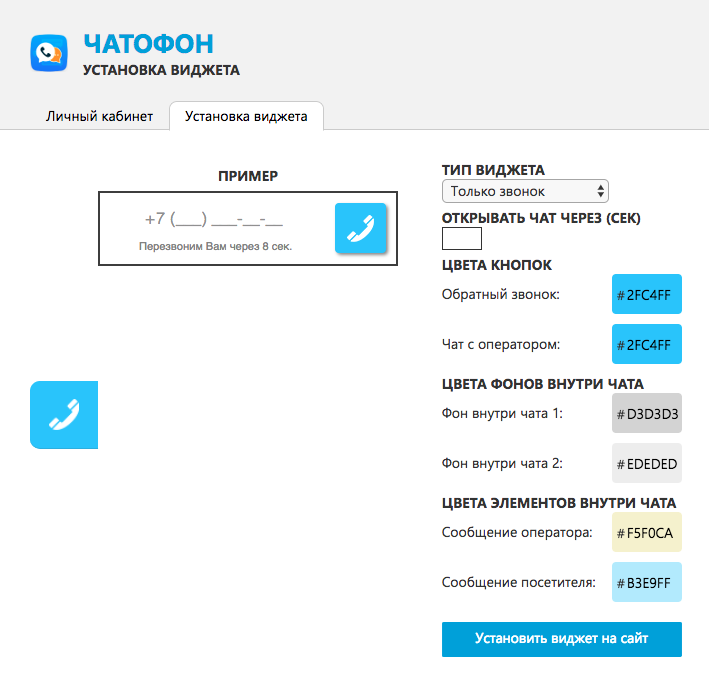 ЧАТОФОН
УСТАНОВКА ВИДЖЕТА
Личный кабинет
Установка виджета
ПРИМЕР
+7 (___) ___-__-__
Перезвоним Вам через 8 сек.
ТИП ВИДЖЕТА
Только звонок
ОТКРЫВАТЬ ЧАТ ЧЕРЕЗ (СЕК)
ЦВЕТА КНОПОК
Обратный звонок: #2FC4FF
Чат с оператором: #2FC4FF
ЦВЕТА ФОНОВ ВНУТРИ ЧАТА
Фон внутри чата 1: #D3D3D3
Фон внутри чата 2: #EDEDED
ЦВЕТА ЭЛЕМЕНТОВ ВНУТРИ ЧАТА
Сообщение оператора: #F5F0CA
Сообщение посетителя: #B3E9FF
Установить виджет на сайт